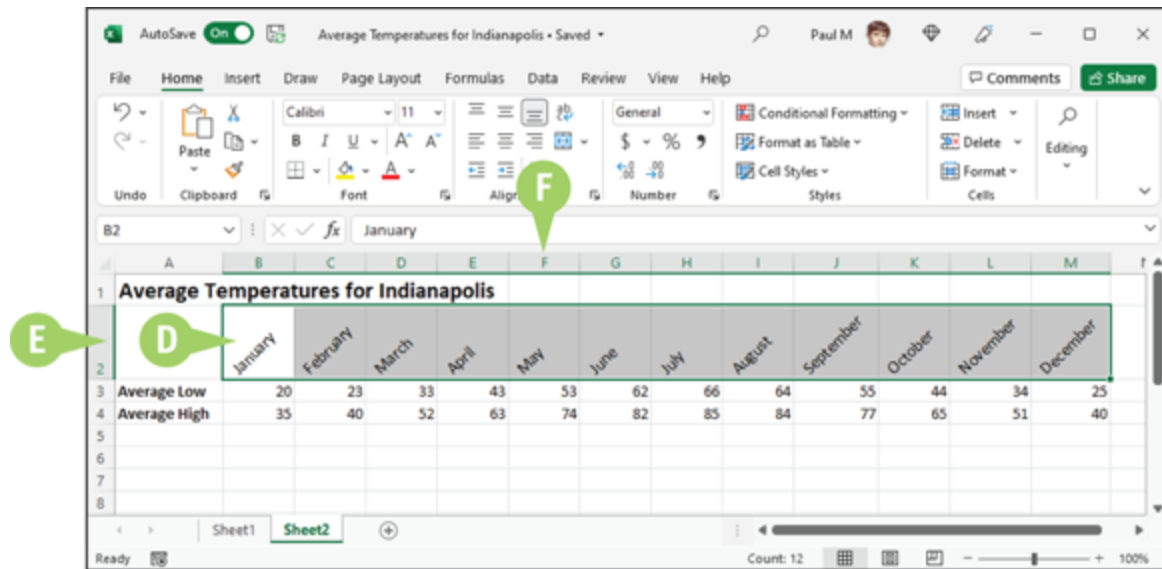 AutoSave On Average Temperatures for Indianapolis • Saved Paul M
File Home Insert Draw Page Layout Formulas Data Review View Help Comments Share
Calibri 11 General Conditional Formatting Insert
Paste B I U A A A $ % 9 Format as Table Delete Editing
Cell Styles Format
Undo Clipboard Font Number Styles Cells
F
B2 fx January
A B C D E F G H I J K L M
1 Average Temperatures for Indianapolis
E D
2 January February March April May June July August September October November December
3 Average Low 20 23 33 43 53 62 66 64 55 44 34 25
4 Average High 35 40 52 63 74 82 85 84 77 65 51 40
5
6
7
8
Sheet1 Sheet2
Ready Count: 12 100%